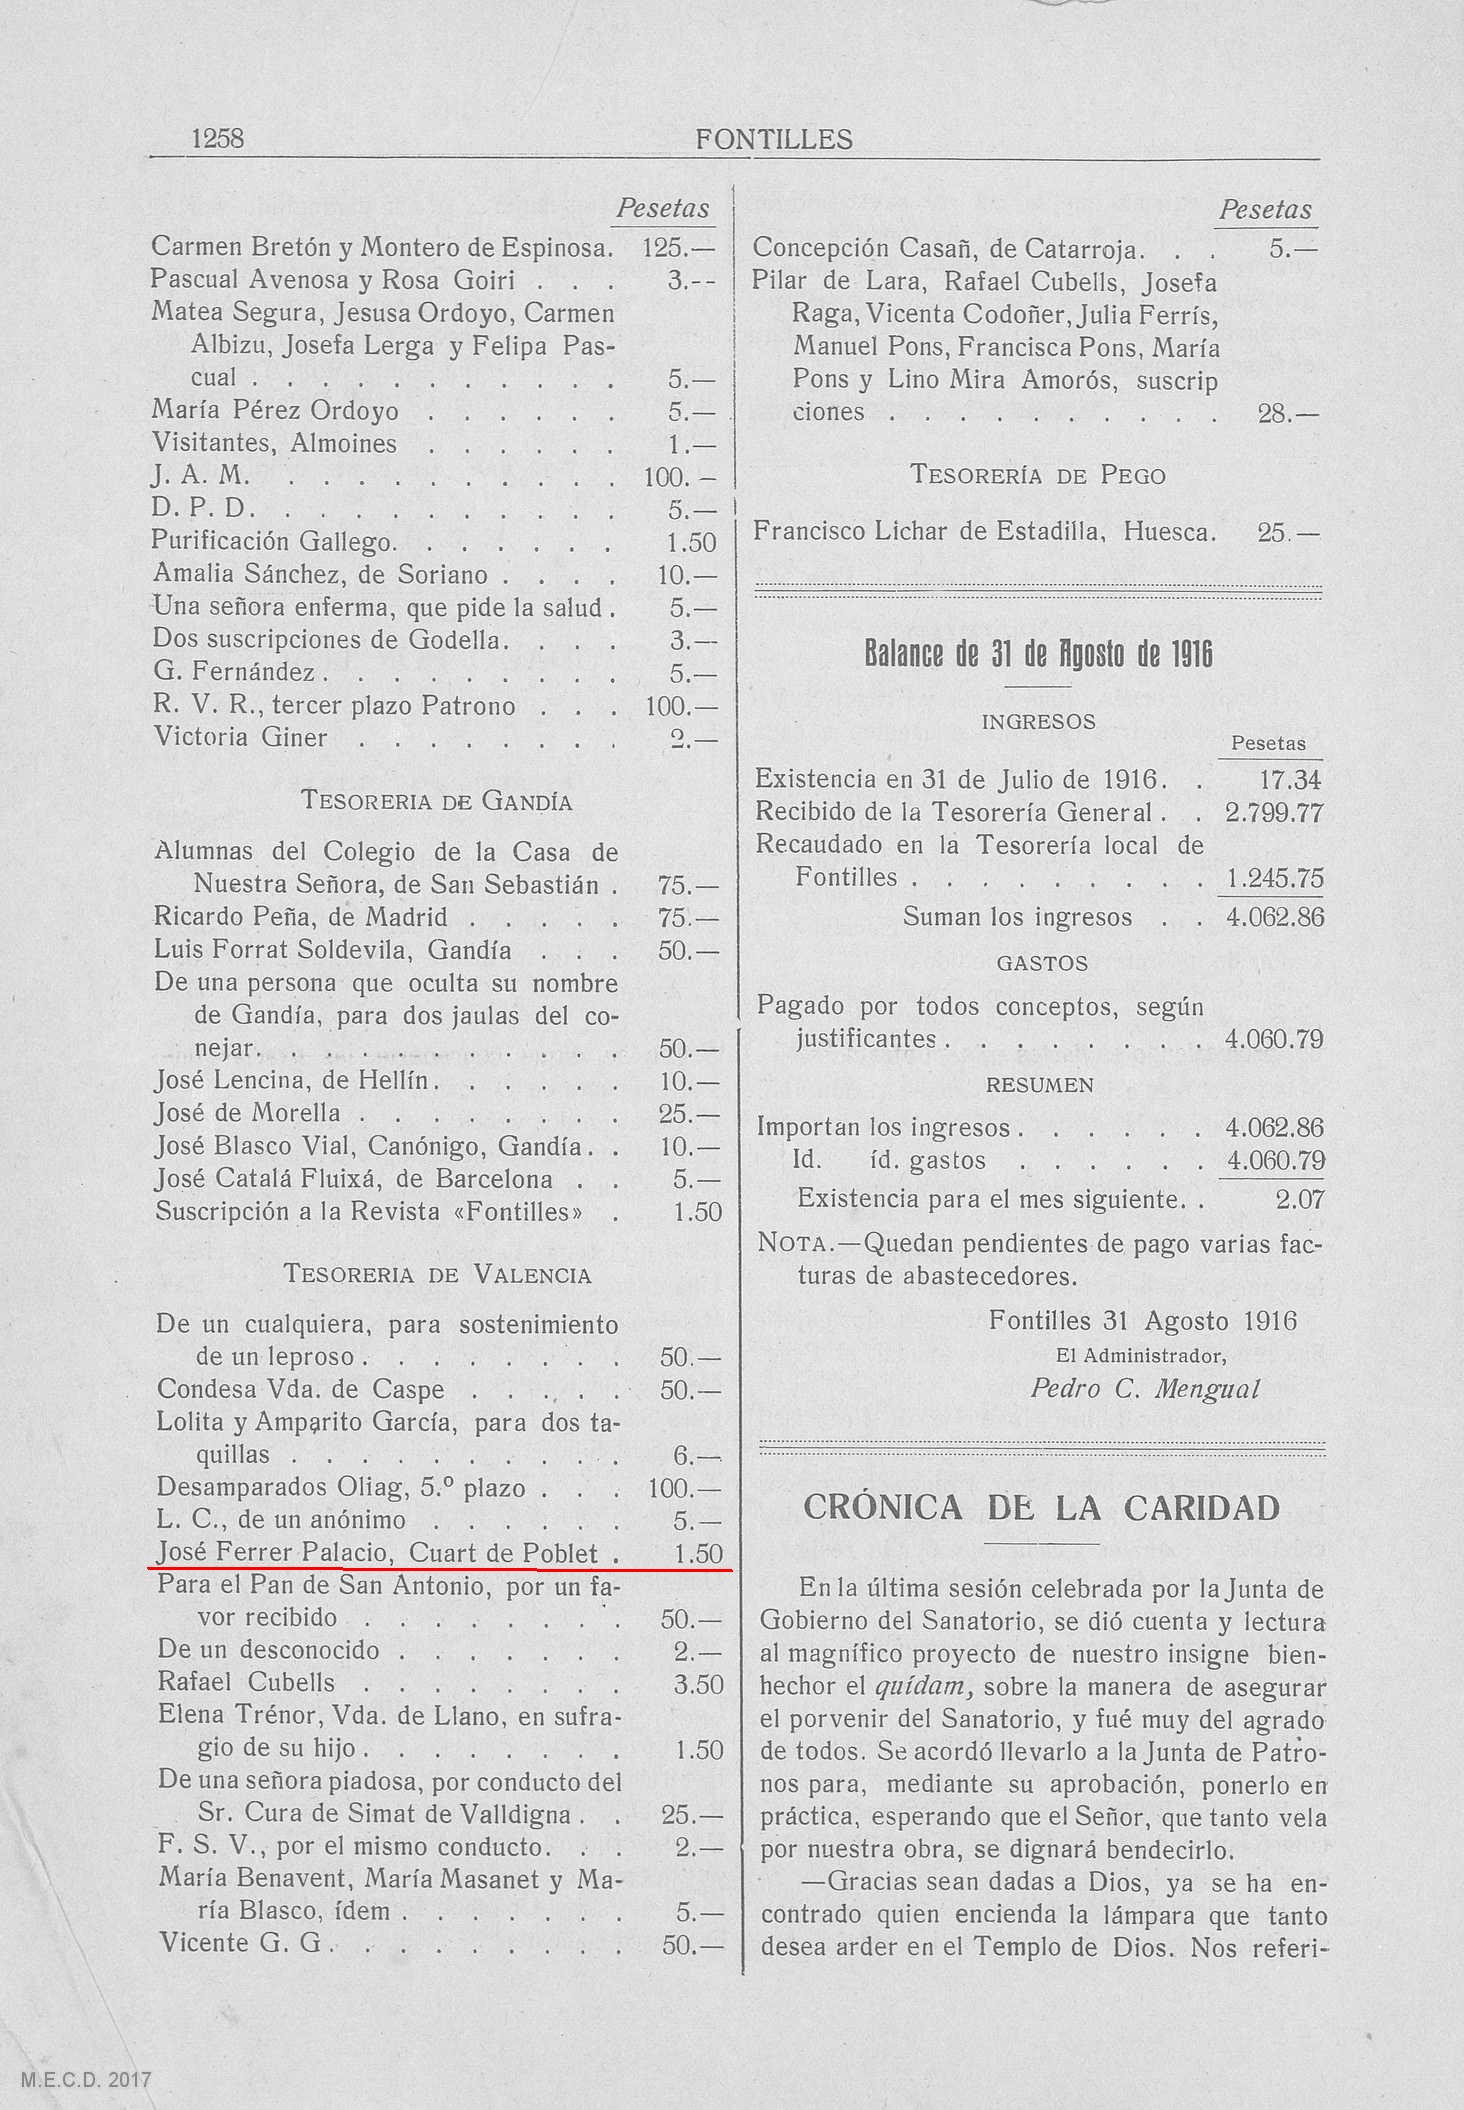 1258
FONTILLES
Pesetas
Carmen Bretón y Montero de Espinosa. 125.—
Pascual Avenosa y Rosa Goiri . . . 3.--
Matea Segura, Jesusa Ordoyo, Carmen
Albizu, Josefa Lerga y Felipa Pas-
cual . . . . . . . . . . . 5.—
María Pérez Ordoyo . . . . . . 5.—
Visitantes, Almoines . . . . . . 1.—
J. A. M. . . . . . . . . . . 100.—
D. P. D. . . . . . . . . . . 5.—
Purificación Gallego. . . . . . . 1.50
Amalia Sánchez, de Soriano . . . . 10.—
Una señora enferma, que pide la salud . 5.—
Dos suscripciones de Godella. . . . 3.—
G. Fernández . . . . . . . . . 5.—
R. V. R., tercer plazo Patrono . . . 100.—
Victoria Giner . . . . . . . . 2.—
TESORERIA DE GANDÍA
Alumnas del Colegio de la Casa de
Nuestra Señora, de San Sebastián . 75.—
Ricardo Peña, de Madrid . . . . . 75.—
Luis Forrat Soldevila, Gandía . . . 50.—
De una persona que oculta su nombre
de Gandía, para dos jaulas del co-
nejar. . . . . . . . . . . 50.—
José Lencina, de Hellín. . . . . . 10.—
José de Morella . . . . . . . . 25.—
José Blasco Vial, Canónigo, Gandía. . 10.—
José Catalá Fluixá, de Barcelona . . 5.—
Suscripción a la Revista «Fontilles» . 1.50
TESORERIA DE VALENCIA
De un cualquiera, para sostenimiento
de un leproso . . . . . . . . 50.—
Condesa Vda. de Caspe . . . . . 50.—
Lolita y Amparito García, para dos ta-
quillas . . . . . . . . . . 6.—
Desamparados Oliag, 5.º plazo . . . 100.—
L. C., de un anónimo . . . . . . 5.—
José Ferrer Palacio, Cuart de Poblet . 1.50
Para el Pan de San Antonio, por un fa-
vor recibido . . . . . . . . 50.—
De un desconocido . . . . . . . 2.—
Rafael Cubells . . . . . . . . 3.50
Elena Trénor, Vda. de Llano, en sufra-
gio de su hijo . . . . . . . . 1.50
De una señora piadosa, por conducto del
Sr. Cura de Simat de Valldigna . . 25.—
F. S. V., por el mismo conducto. . . 2.—
María Benavent, María Masanet y Ma-
ría Blasco, ídem . . . . . . . 5.—
Vicente G. G . . . . . . . . . 50.—
Pesetas
Concepción Casañ, de Catarroja. . . 5.—
Pilar de Lara, Rafael Cubells, Josefa
Raga, Vicenta Codoñer, Julia Ferrís,
Manuel Pons, Francisca Pons, María
Pons y Lino Mira Amorós, suscrip
ciones . . . . . . . . . . 28.—
TESORERÍA DE PEGO
Francisco Lichar de Estadilla, Huesca. 25.—
Balance de 31 de Agosto de 1916
INGRESOS
Pesetas
Existencia en 31 de Julio de 1916. . 17.34
Recibido de la Tesorería General . . 2.799.77
Recaudado en la Tesorería local de
Fontilles . . . . . . . . . 1.245.75
Suman los ingresos . . 4.062.86
GASTOS
Pagado por todos conceptos, según
justificantes . . . . . . . . 4.060.79
RESUMEN
Importan los ingresos . . . . . . 4.062.86
Id. íd. gastos . . . . . . 4.060.79
Existencia para el mes siguiente. . 2.07
NOTA.—Quedan pendientes de pago varias fac-
turas de abastecedores.
Fontilles 31 Agosto 1916
El Administrador,
Pedro C. Mengual
CRÓNICA DE LA CARIDAD
En la última sesión celebrada por la Junta de
Gobierno del Sanatorio, se dió cuenta y lectura
al magnífico proyecto de nuestro insigne bien-
hechor el quídam, sobre la manera de asegurar
el porvenir del Sanatorio, y fué muy del agrado
de todos. Se acordó llevarlo a la Junta de Patro-
nos para, mediante su aprobación, ponerlo en
práctica, esperando que el Señor, que tanto vela
por nuestra obra, se dignará bendecirlo.
—Gracias sean dadas a Dios, ya se ha en-
contrado quien encienda la lámpara que tanto
desea arder en el Templo de Dios. Nos referi-
M.E.C.D. 2017